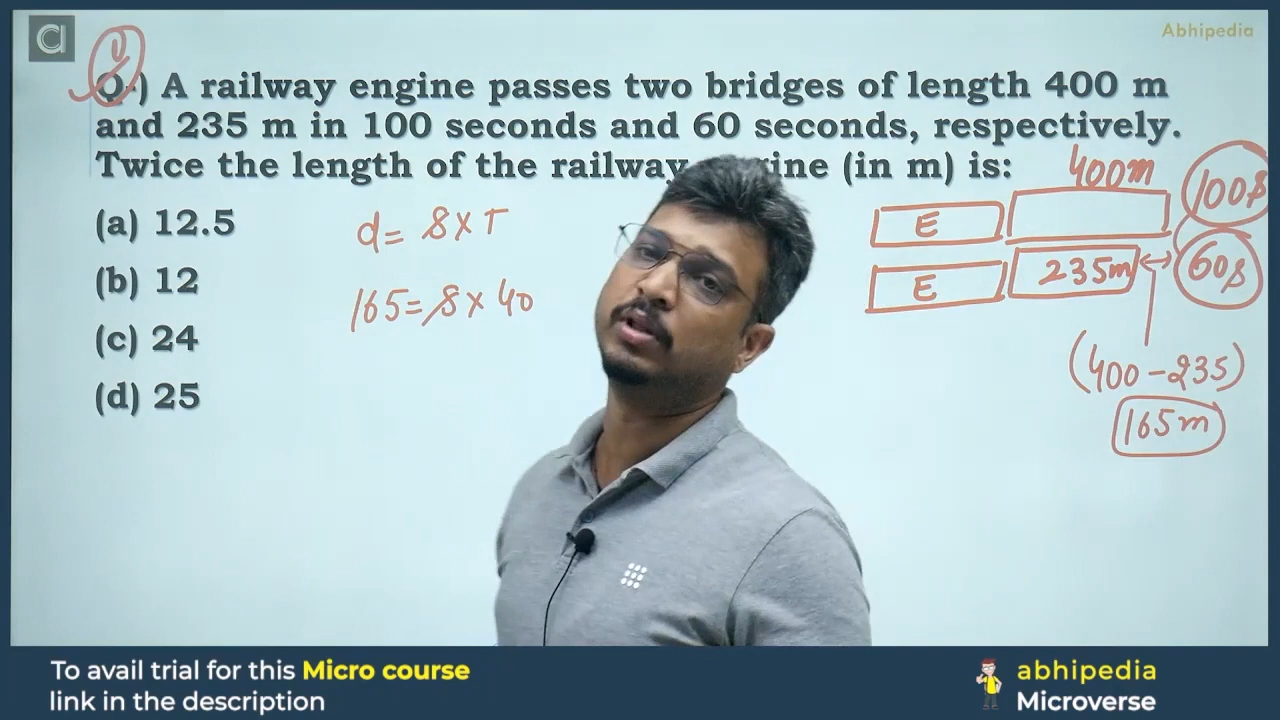 Abhipedia
Q.) A railway engine passes two bridges of length 400 m
and 235 m in 100 seconds and 60 seconds, respectively.
Twice the length of the railway (in m) is:
(a) 12.5
(b) 12
(c) 24
(d) 25
d = S × T
165 = S × 40
400m
100s
E
E
235m
60s
(400 - 235)
165m
To avail trial for this Micro course
link in the description
abhipedia
Microverse